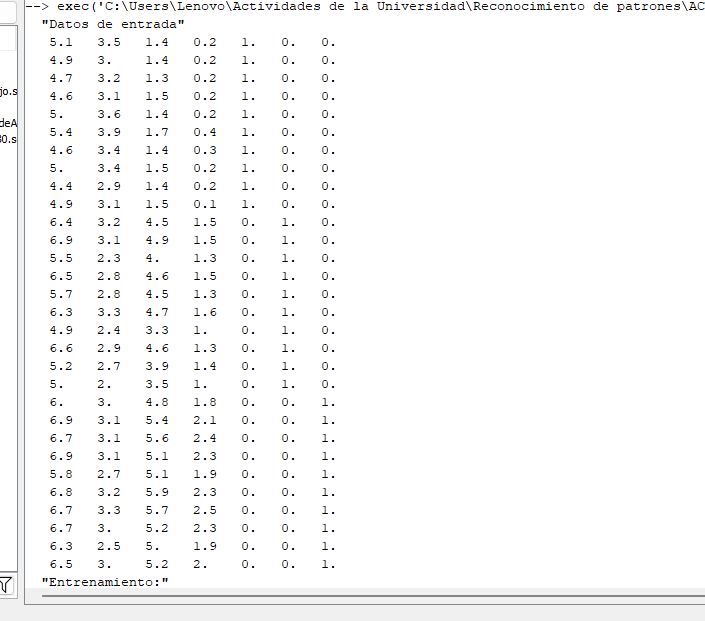 --> exec('C:\Users\Lenovo\Actividades de la Universidad\Reconocimiento de patrones\AC
"Datos de entrada"
5.1 3.5 1.4 0.2 1. 0. 0.
4.9 3. 1.4 0.2 1. 0. 0.
4.7 3.2 1.3 0.2 1. 0. 0.
4.6 3.1 1.5 0.2 1. 0. 0.
5. 3.6 1.4 0.2 1. 0. 0.
5.4 3.9 1.7 0.4 1. 0. 0.
4.6 3.4 1.4 0.3 1. 0. 0.
5. 3.4 1.5 0.2 1. 0. 0.
4.4 2.9 1.4 0.2 1. 0. 0.
4.9 3.1 1.5 0.1 1. 0. 0.
6.4 3.2 4.5 1.5 0. 1. 0.
6.9 3.1 4.9 1.5 0. 1. 0.
5.5 2.3 4. 1.3 0. 1. 0.
6.5 2.8 4.6 1.5 0. 1. 0.
5.7 2.8 4.5 1.3 0. 1. 0.
6.3 3.3 4.7 1.6 0. 1. 0.
4.9 2.4 3.3 1. 0. 1. 0.
6.6 2.9 4.6 1.3 0. 1. 0.
5.2 2.7 3.9 1.4 0. 1. 0.
5. 2. 3.5 1. 0. 1. 0.
6. 3. 4.8 1.8 0. 0. 1.
6.9 3.1 5.4 2.1 0. 0. 1.
6.7 3.1 5.6 2.4 0. 0. 1.
6.9 3.1 5.1 2.3 0. 0. 1.
5.8 2.7 5.1 1.9 0. 0. 1.
6.8 3.2 5.9 2.3 0. 0. 1.
6.7 3.3 5.7 2.5 0. 0. 1.
6.7 3. 5.2 2.3 0. 0. 1.
6.3 2.5 5. 1.9 0. 0. 1.
6.5 3. 5.2 2. 0. 0. 1.
"Entrenamiento:"
jo.s
deA
0.s